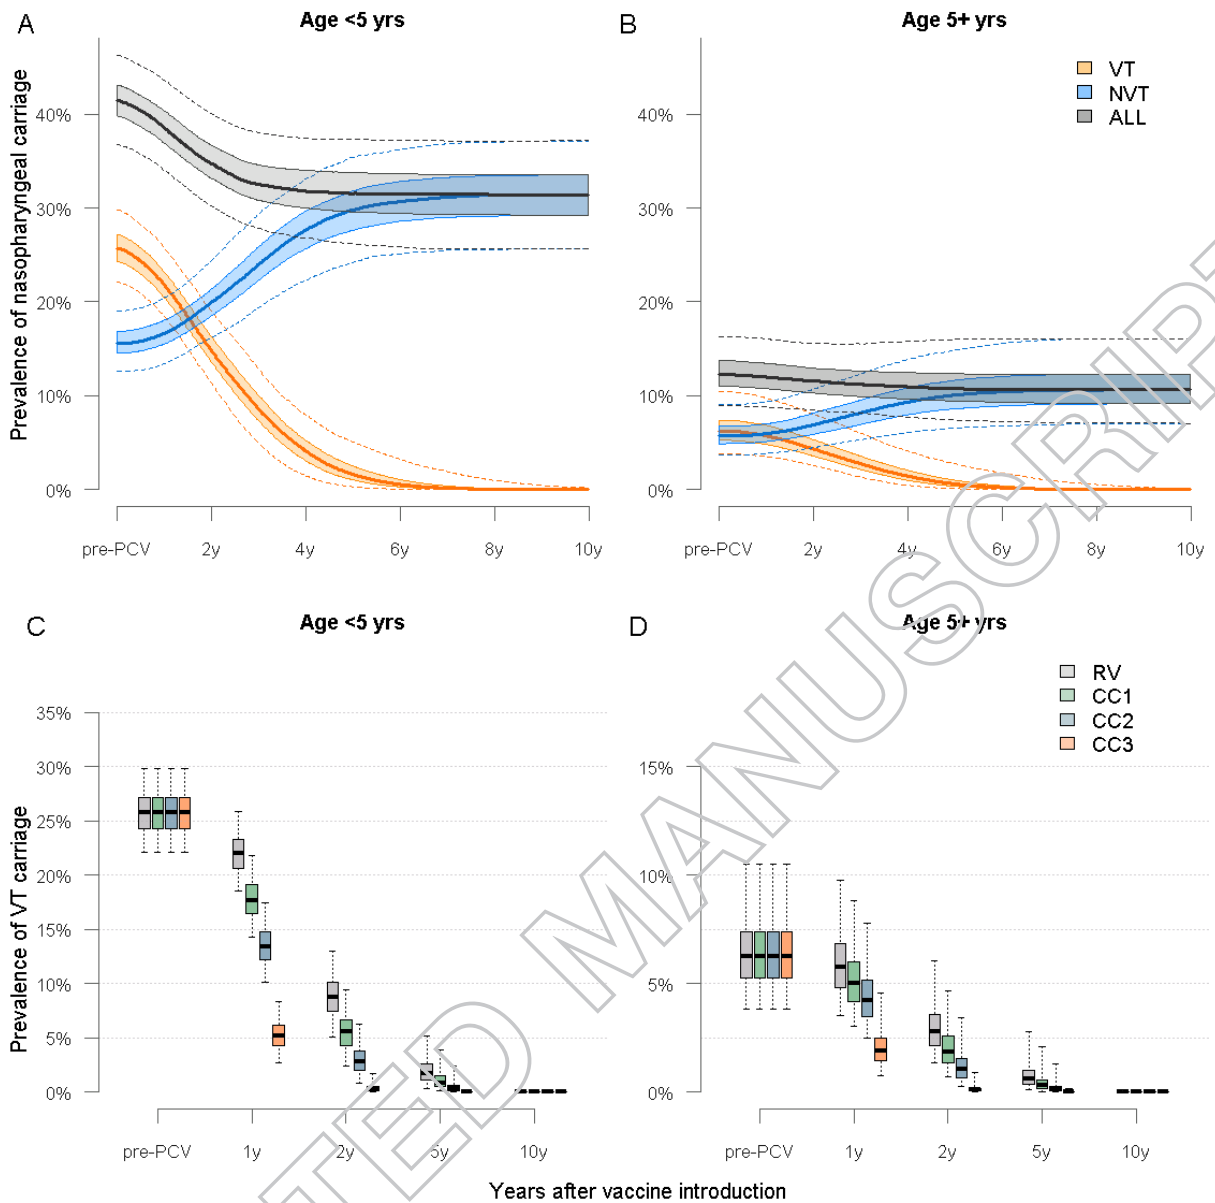 A
Age <5 yrs
B
Age 5+ yrs
Prevalence of nasopharyngeal carriage
40%
30%
20%
10%
0%
pre-PCV
2y
4y
6y
8y
10y
40%
30%
20%
10%
0%
pre-PCV
2y
4y
6y
8y
10y
VT
NVT
ALL
C
Age <5 yrs
D
Age 5+ yrs
Prevalence of VT carriage
35%
30%
25%
20%
15%
10%
5%
0%
pre-PCV
1y
2y
5y
10y
15%
10%
5%
0%
pre-PCV
1y
2y
5y
10y
RV
CC1
CC2
CC3
Years after vaccine introduction
TED MANUSCRIPT